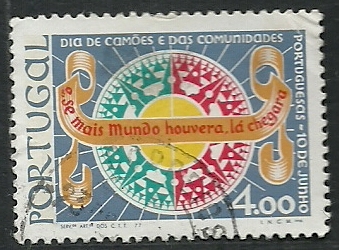 DIA DE CAMÕES E DAS COMUNIDADES
PORTUGUESAS - 10 DE JUNHO
PORTUGAL
e, se mais Mundo houvera, lá chegara
4.00
SERV. ART. DOS C.T.T. 77
I.N.C.M.